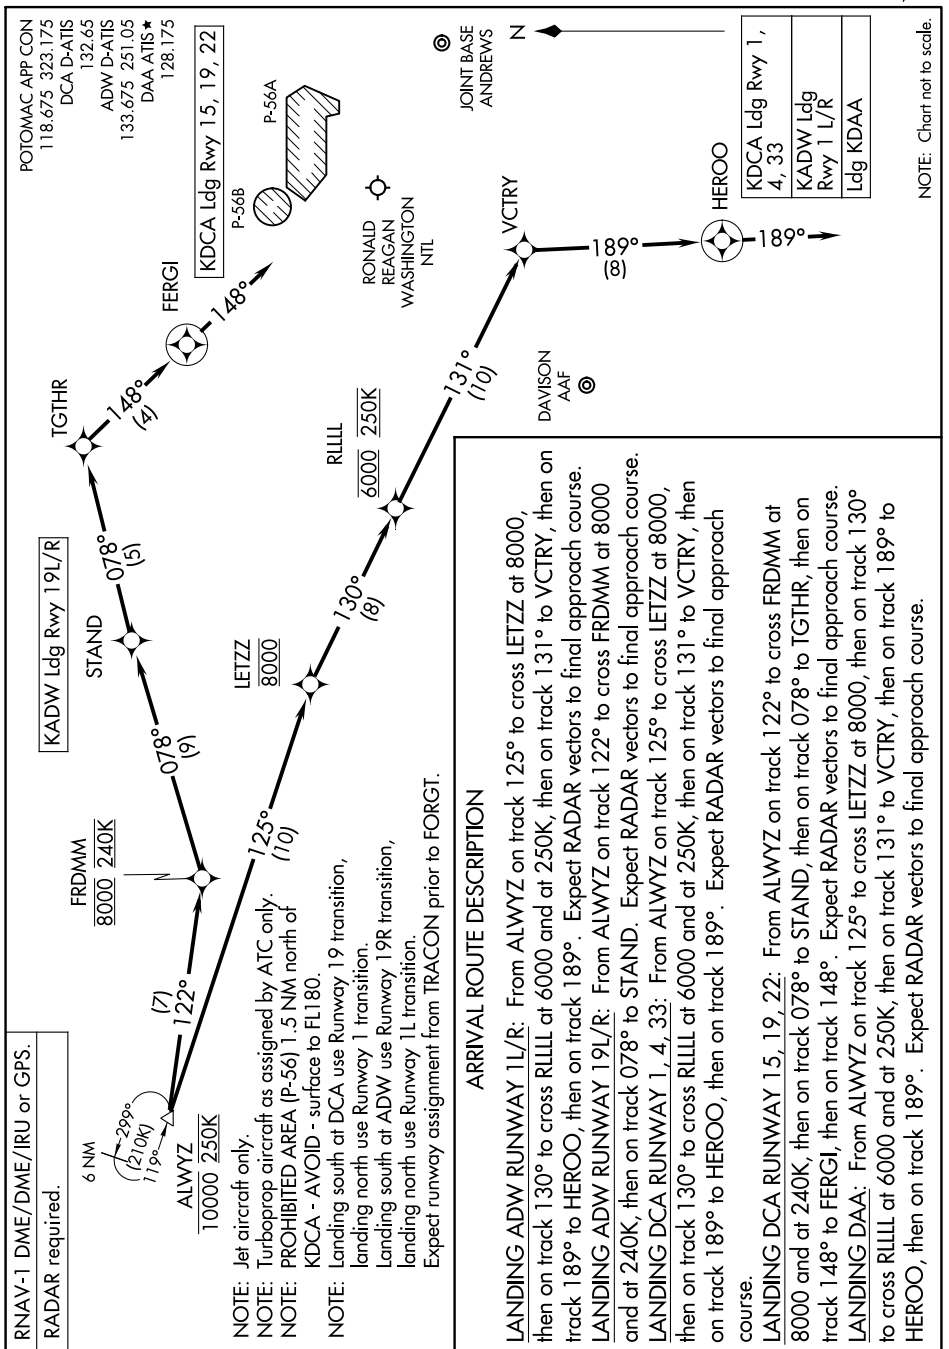 RNAV-1 DME/DME/IRU or GPS.
RADAR required.
POTOMAC APP CON
118.675 323.175
DCA D-ATIS
132.65
ADW D-ATIS
133.675 251.05
DAA ATIS★
128.175
KDCA Ldg Rwy 15, 19, 22
P-56B
P-56A
KADW Ldg Rwy 19L/R
TGTHR
FERGI
148°
(4)
148°
STAND
078°
(5)
078°
(9)
FRDMM
8000 240K
(7)
122°
6 NM
299°
(210K)
119°
ALWYZ
10000 250K
125°
(10)
LETZZ
8000
130°
(8)
RLLLL
6000 250K
131°
(10)
VCTRY
189°
(8)
HEROO
189°
RONALD
REAGAN
WASHINGTON
NTL
JOINT BASE
ANDREWS
N
DAVISON
AAF
KDCA Ldg Rwy 1,
4, 33
KADW Ldg
Rwy 1 L/R
Ldg KDAA
NOTE: Chart not to scale.
NOTE: Jet aircraft only.
NOTE: Turboprop aircraft as assigned by ATC only.
NOTE: PROHIBITED AREA (P-56) 1.5 NM north of
KDCA - AVOID - surface to FL180.
NOTE: Landing south at DCA use Runway 19 transition,
landing north use Runway 1 transition.
Landing south at ADW use Runway 19R transition,
landing north use Runway 1L transition.
Expect runway assignment from TRACON prior to FORGT.
ARRIVAL ROUTE DESCRIPTION
LANDING ADW RUNWAY 1L/R: From ALWYZ on track 125° to cross LETZZ at 8000,
then on track 130° to cross RLLLL at 6000 and at 250K, then on track 131° to VCTRY, then on
track 189° to HEROO, then on track 189°. Expect RADAR vectors to final approach course.
LANDING ADW RUNWAY 19L/R: From ALWYZ on track 122° to cross FRDMM at 8000
and at 240K, then on track 078° to STAND. Expect RADAR vectors to final approach course.
LANDING DCA RUNWAY 1, 4, 33: From ALWYZ on track 125° to cross LETZZ at 8000,
then on track 130° to cross RLLLL at 6000 and at 250K, then on track 131° to VCTRY, then
on track 189° to HEROO, then on track 189°. Expect RADAR vectors to final approach
course.
LANDING DCA RUNWAY 15, 19, 22: From ALWYZ on track 122° to cross FRDMM at
8000 and at 240K, then on track 078° to STAND, then on track 078° to TGTHR, then on
track 148° to FERGI, then on track 148°. Expect RADAR vectors to final approach course.
LANDING DAA: From ALWYZ on track 125° to cross LETZZ at 8000, then on track 130°
to cross RLLLL at 6000 and at 250K, then on track 131° to VCTRY, then on track 189° to
HEROO, then on track 189°. Expect RADAR vectors to final approach course.